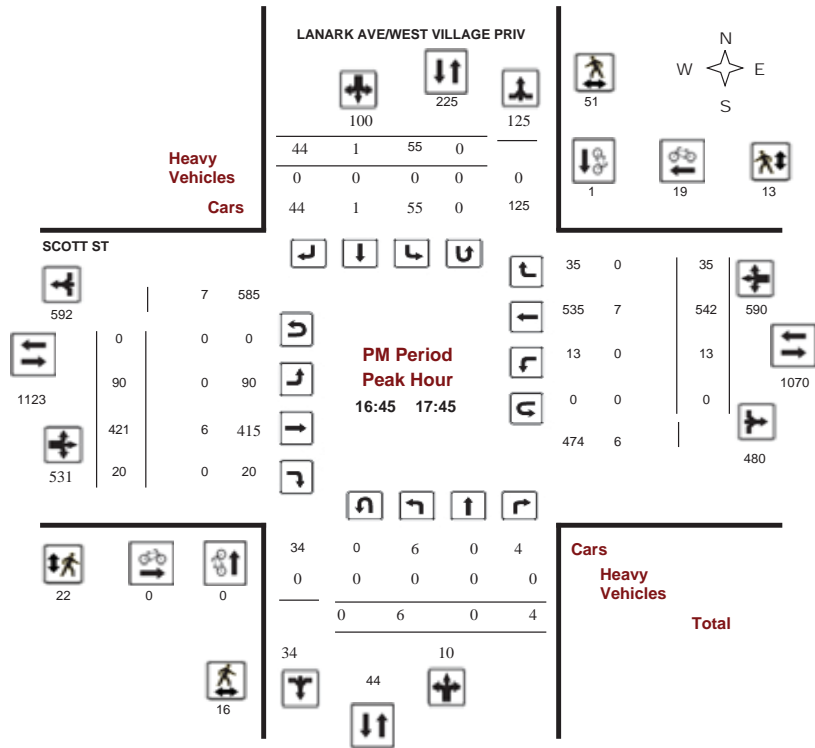 LANARK AVE/WEST VILLAGE PRIV
N
W E
S
225
51
100 125
44 1 55 0
Heavy
Vehicles
0 0 0 0 0
1 19 13
Cars 44 1 55 0 125
SCOTT ST
35 0 35
592 7 585
535 7 542 590
0 0 0
PM Period
Peak Hour
16:45 17:45
13 0 13
1123 90 0 90
1070
0 0 0
421 6 415
474 6
531 20 0 20
480
34 0 6 0 4 Cars
0 0 0 0 0 Heavy
Vehicles
22 0 0
0 6 0 4 Total
34 10
44
16